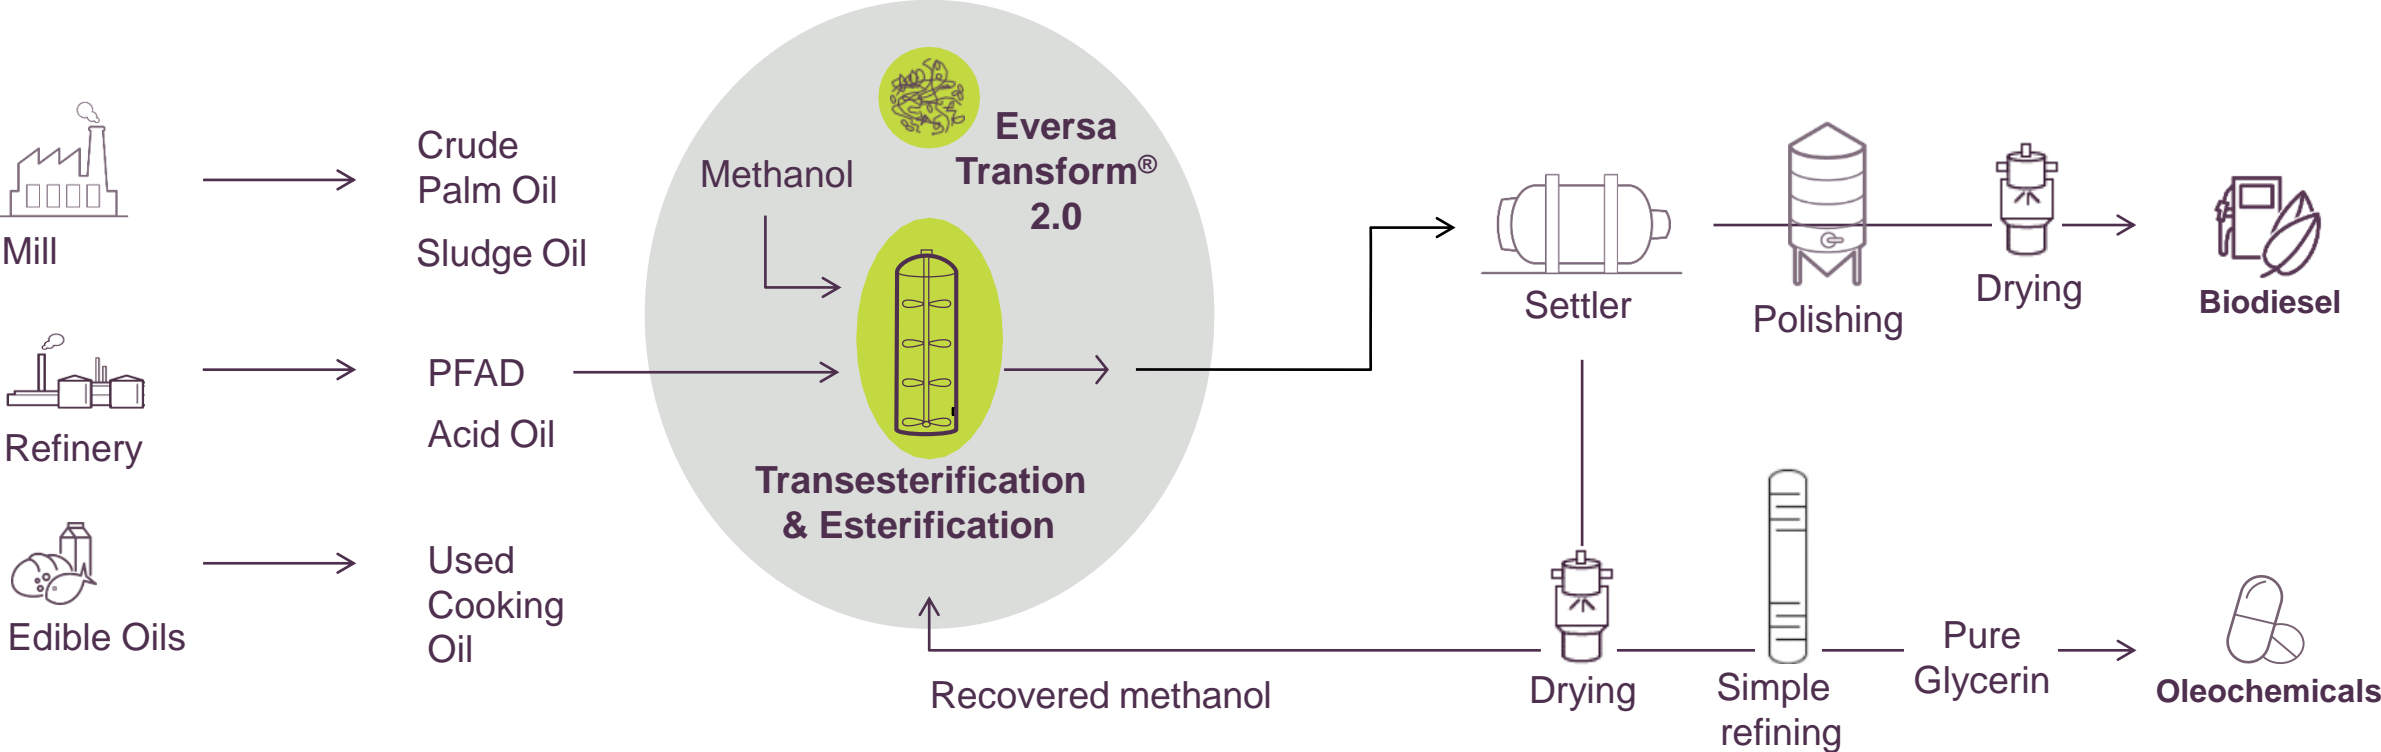 Mill
Crude
Palm Oil
Sludge Oil
Refinery
PFAD
Acid Oil
Edible Oils
Used
Cooking
Oil
Methanol
Eversa
Transform®
2.0
Transesterification
& Esterification
Recovered methanol
Settler
Polishing
Drying
Biodiesel
Drying
Simple
refining
Pure
Glycerin
Oleochemicals